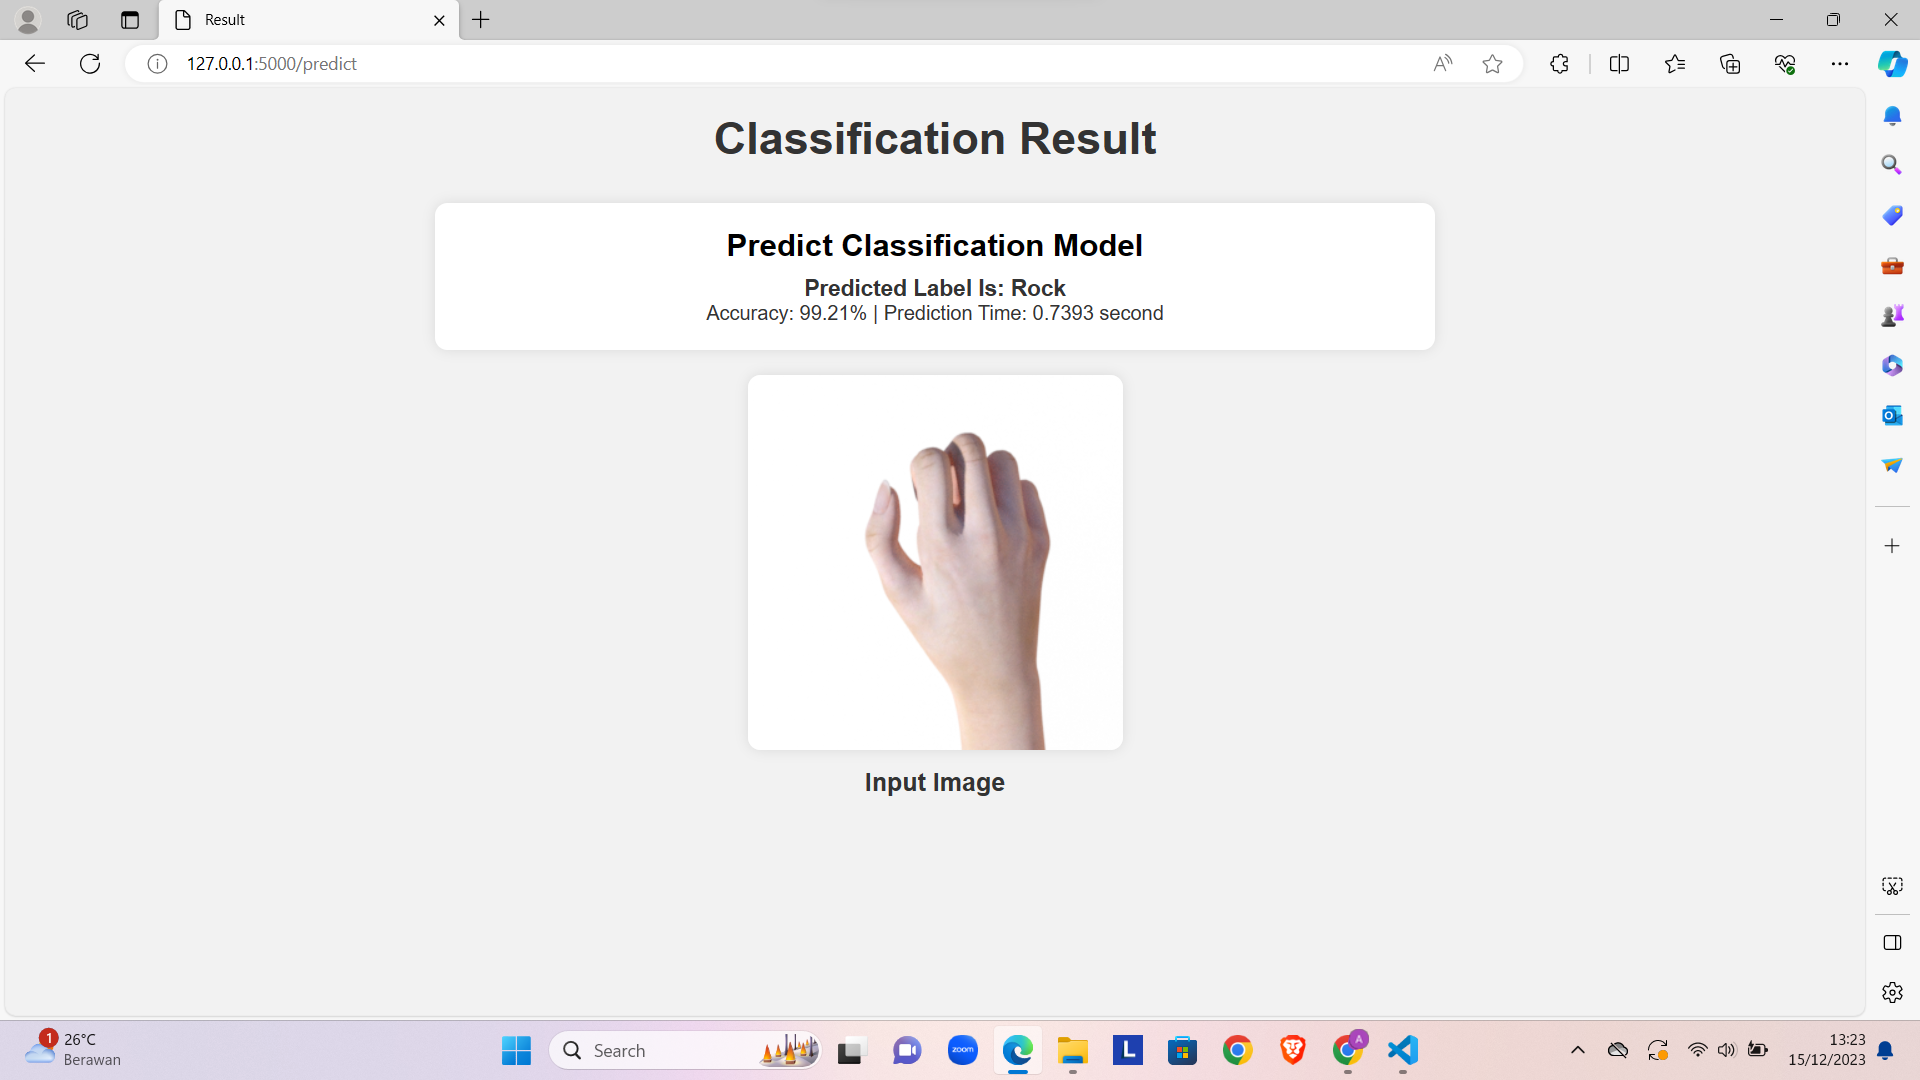 Result
127.0.0.1:5000/predict
Classification Result
Predict Classification Model
Predicted Label Is: Rock
Accuracy: 99.21% | Prediction Time: 0.7393 second
Input Image
1
26°C
Berawan
Search
zoom
L
A
13:23
15/12/2023